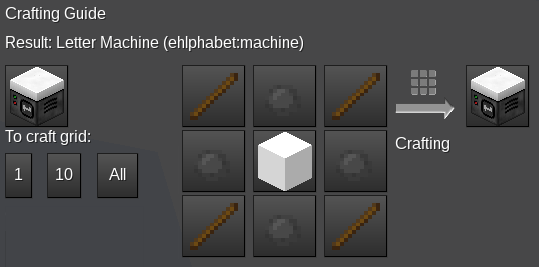 Crafting Guide
Result: Letter Machine (ehlphabet:machine)
To craft grid:
1 10 All
Crafting